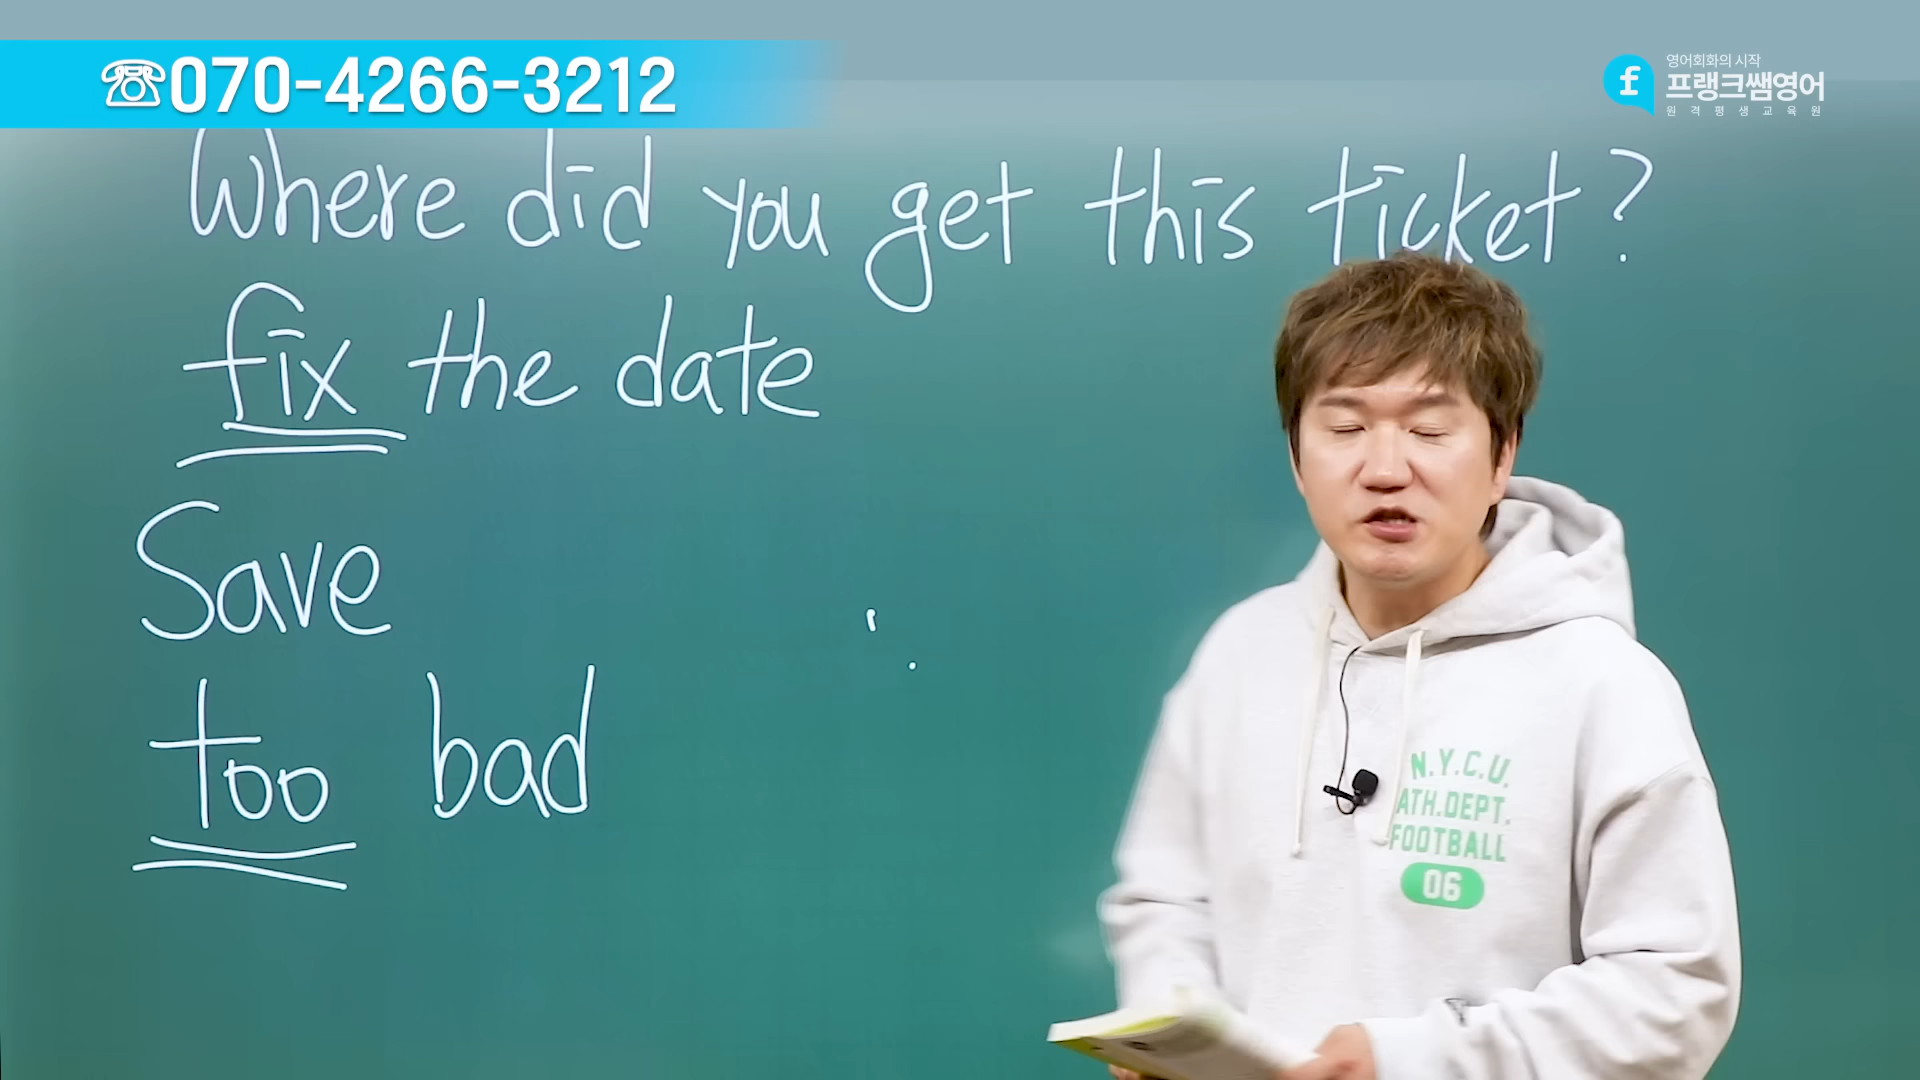 ☎070-4266-3212
영어회화의 시작
프랭크쌤영어
원격평생교육원
Where did you get this ticket?
fix the date
Save
too bad
N.Y.C.U.
ATH.DEPT.
FOOTBALL
06